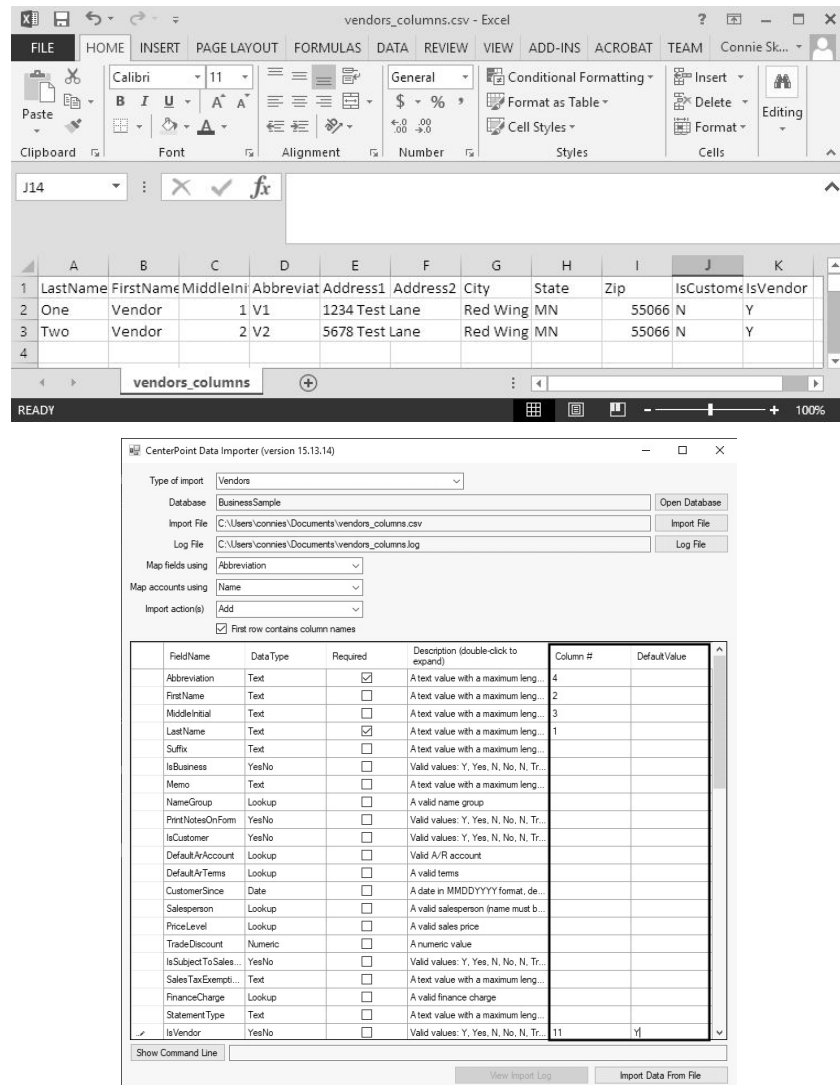 vendors_columns.csv - Excel
FILE HOME INSERT PAGE LAYOUT FORMULAS DATA REVIEW VIEW ADD-INS ACROBAT TEAM Connie Sk...
Calibri 11 General Conditional Formatting Insert
Paste B I U A A $ % , Format as Table Delete Editing
A .0 .00 .00 .0 Cell Styles Format
Clipboard Font Alignment Number Styles Cells
J14 fx
A B C D E F G H I J K
1 LastName FirstName MiddleIni Abbreviat Address1 Address2 City State Zip IsCustome IsVendor
2 One Vendor 1 V1 1234 Test Lane Red Wing MN 55066 N Y
3 Two Vendor 2 V2 5678 Test Lane Red Wing MN 55066 N Y
4
vendors_columns
READY 100%
CenterPoint Data Importer (version 15.13.14)
Type of import Vendors
Database BusinessSample Open Database
Import File C:\Users\connies\Documents\vendors_columns.csv Import File
Log File C:\Users\connies\Documents\vendors_columns.log Log File
Map fields using Abbreviation
Map accounts using Name
Import action(s) Add
First row contains column names
FieldName DataType Required Description (double-click to expand) Column # DefaultValue
Abbreviation Text A text value with a maximum leng... 4
FirstName Text A text value with a maximum leng... 2
MiddleInitial Text A text value with a maximum leng... 3
LastName Text A text value with a maximum leng... 1
Suffix Text A text value with a maximum leng...
IsBusiness YesNo Valid values: Y, Yes, N, No, N, Tr...
Memo Text A text value with a maximum leng...
NameGroup Lookup A valid name group
PrintNotesOnForm YesNo Valid values: Y, Yes, N, No, N, Tr...
IsCustomer YesNo Valid values: Y, Yes, N, No, N, Tr...
DefaultArAccount Lookup Valid A/R account
DefaultArTerms Lookup A valid terms
CustomerSince Date A date in MMDDYYYY format, de...
Salesperson Lookup A valid salesperson (name must b...
PriceLevel Lookup A valid sales price
TradeDiscount Numeric A numeric value
IsSubjectToSales... YesNo Valid values: Y, Yes, N, No, N, Tr...
SalesTaxExempti... Text A text value with a maximum leng...
FinanceCharge Lookup A valid finance charge
StatementType Text A text value with a maximum leng...
IsVendor YesNo Valid values: Y, Yes, N, No, N, Tr... 11 Y
Show Command Line
View Import Log Import Data From File